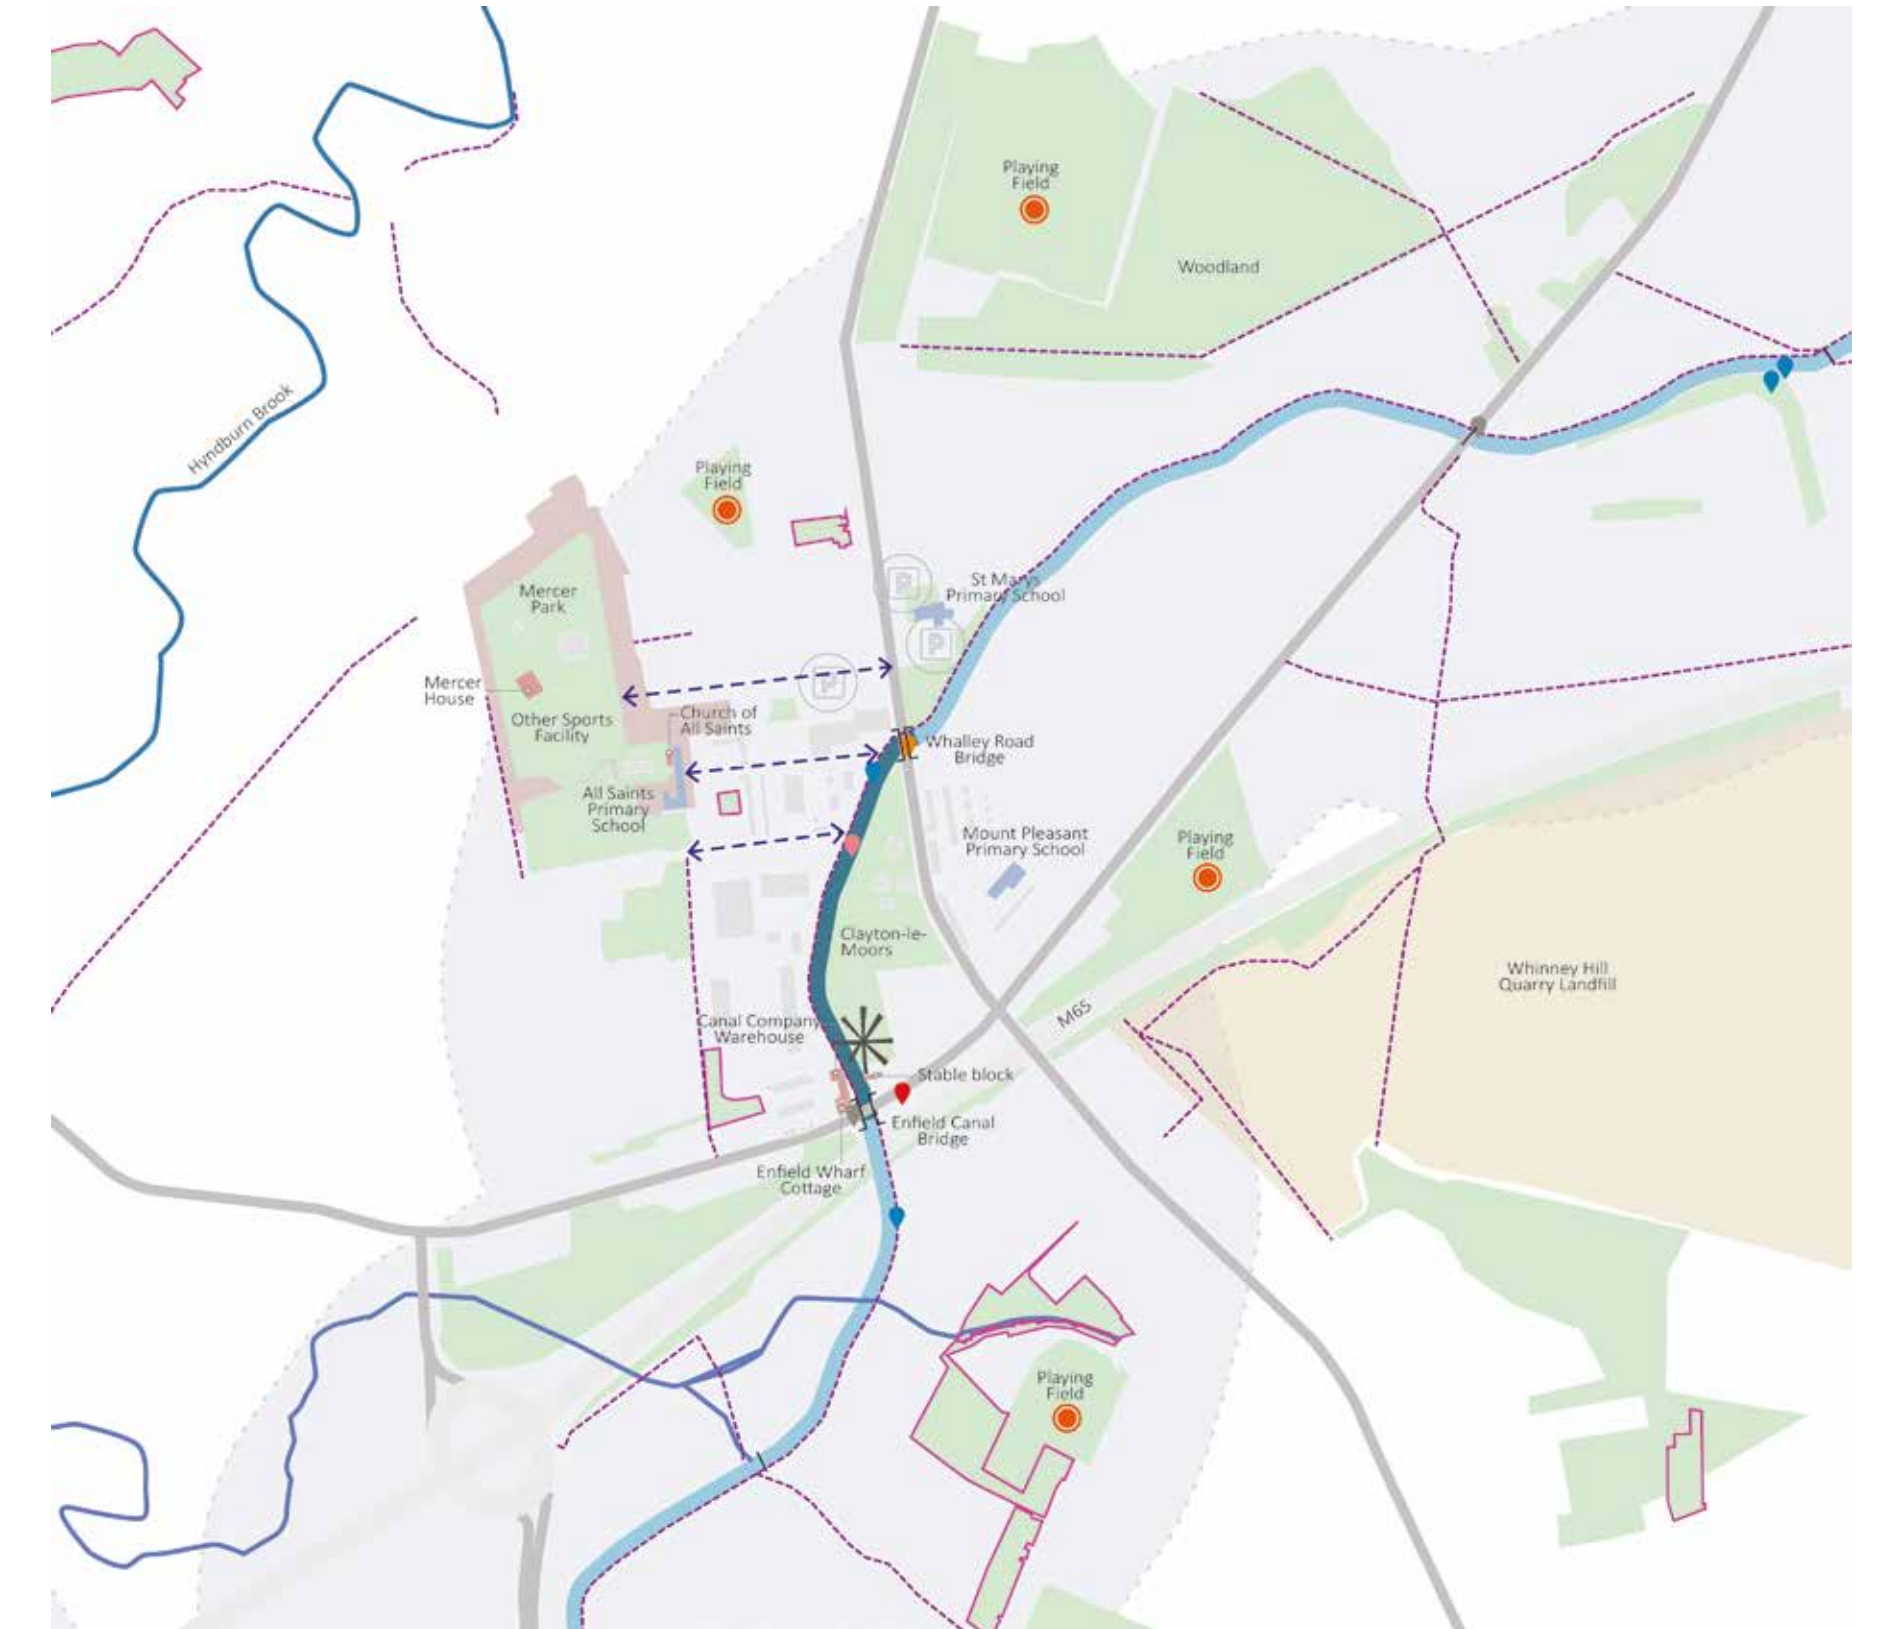 Playing
Field
Woodland
Hyndburn Brook
Playing
Field
P
St Marys
Primary School
P
Mercer
Park
P
Mercer
House
Church of
All Saints
Other Sports
Facility
Whalley Road
Bridge
All Saints
Primary
School
Mount Pleasant
Primary School
Playing
Field
Clayton-le-
Moors
Whinney Hill
Quarry Landfill
M65
Canal Company
Warehouse
Stable block
Enfield Canal
Bridge
Enfield Wharf
Cottage
Playing
Field